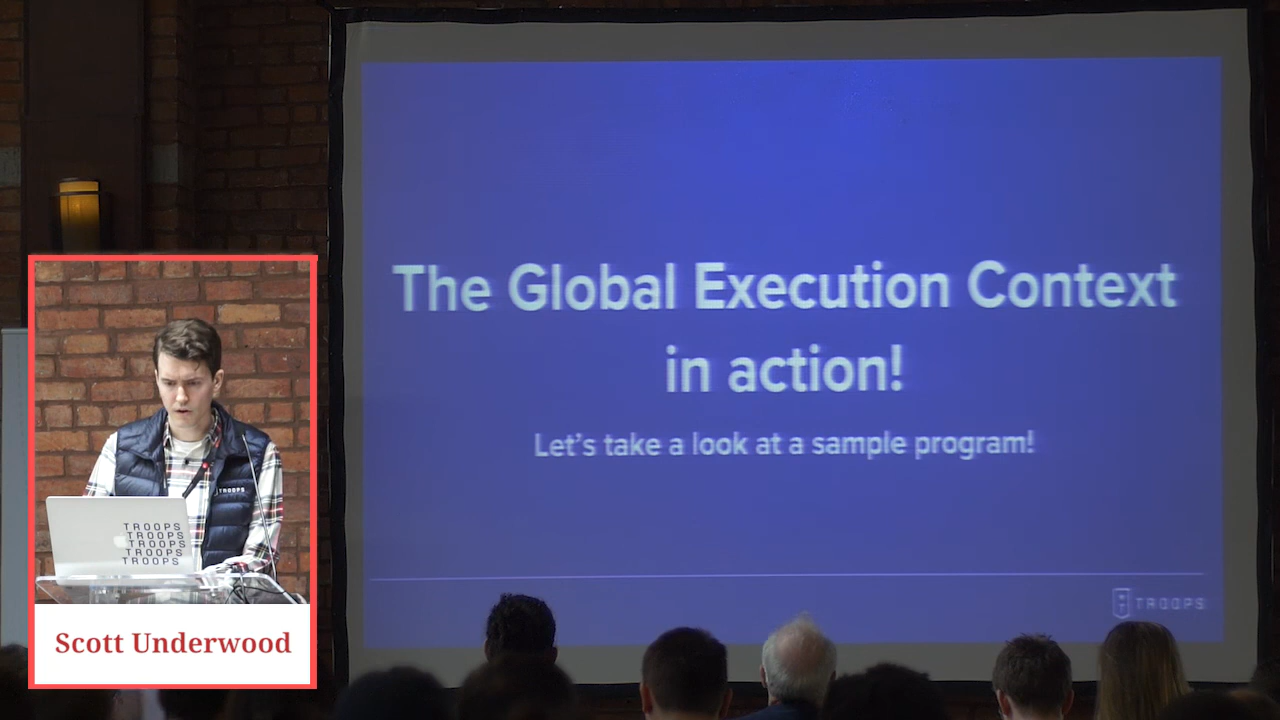 The Global Execution Context
in action!
Let's take a look at a sample program!
TROOPS
TROOPS
TROOPS
TROOPS
TROOPS
TROOPS
TROOPS
Scott Underwood